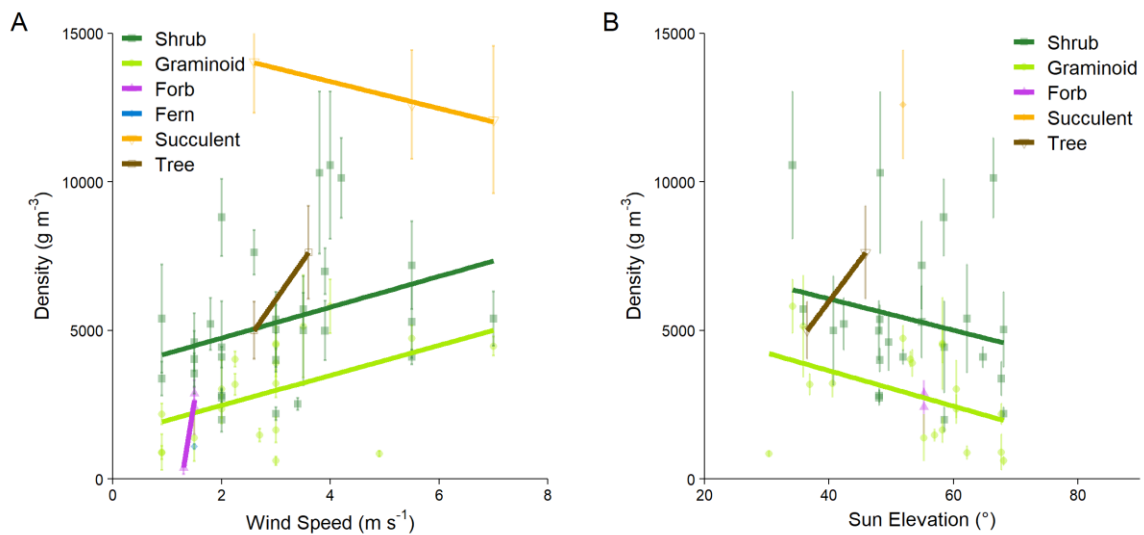 A
Shrub
Graminoid
Forb
Fern
Succulent
Tree
15000
10000
5000
0
Density (g m⁻³)
0 2 4 6 8
Wind Speed (m s⁻¹)
B
Shrub
Graminoid
Forb
Succulent
Tree
15000
10000
5000
0
Density (g m⁻³)
20 40 60 80
Sun Elevation (°)